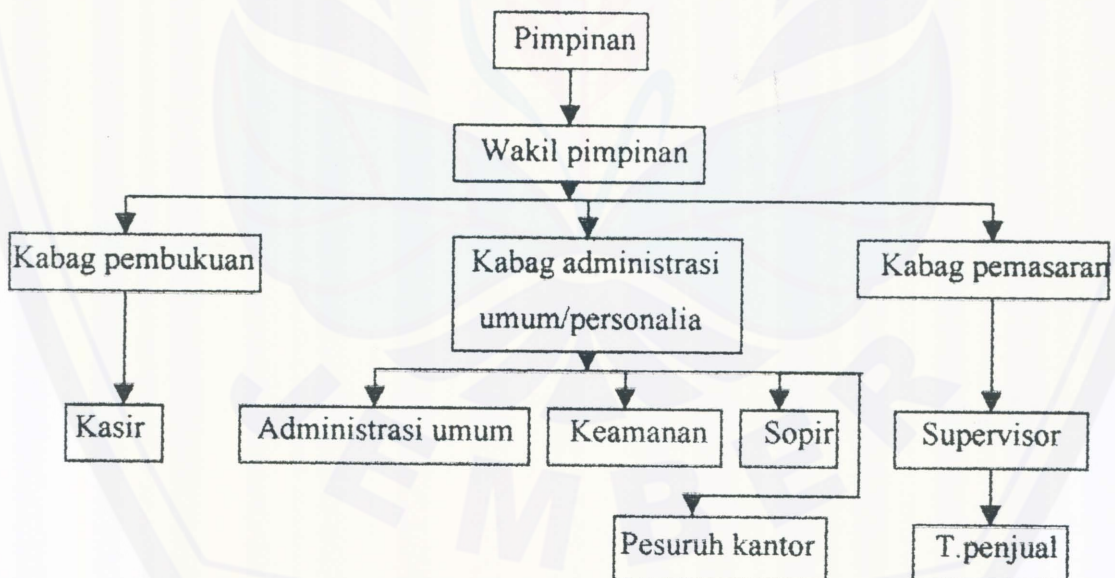 Pimpinan
Wakil pimpinan
Kabag pembukuan
Kabag administrasi
umum/personalia
Kabag pemasaran
Kasir
Administrasi umum
Keamanan
Sopir
Supervisor
Pesuruh kantor
T.penjual
JEMBER